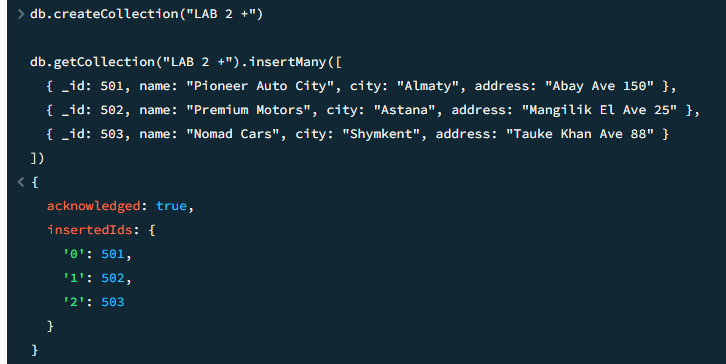 > db.createCollection("LAB 2 +")
db.getCollection("LAB 2 +").insertMany([
{ _id: 501, name: "Pioneer Auto City", city: "Almaty", address: "Abay Ave 150" },
{ _id: 502, name: "Premium Motors", city: "Astana", address: "Mangilik El Ave 25" },
{ _id: 503, name: "Nomad Cars", city: "Shymkent", address: "Tauke Khan Ave 88" }
])
< {
acknowledged: true,
insertedIds: {
'0': 501,
'1': 502,
'2': 503
}
}